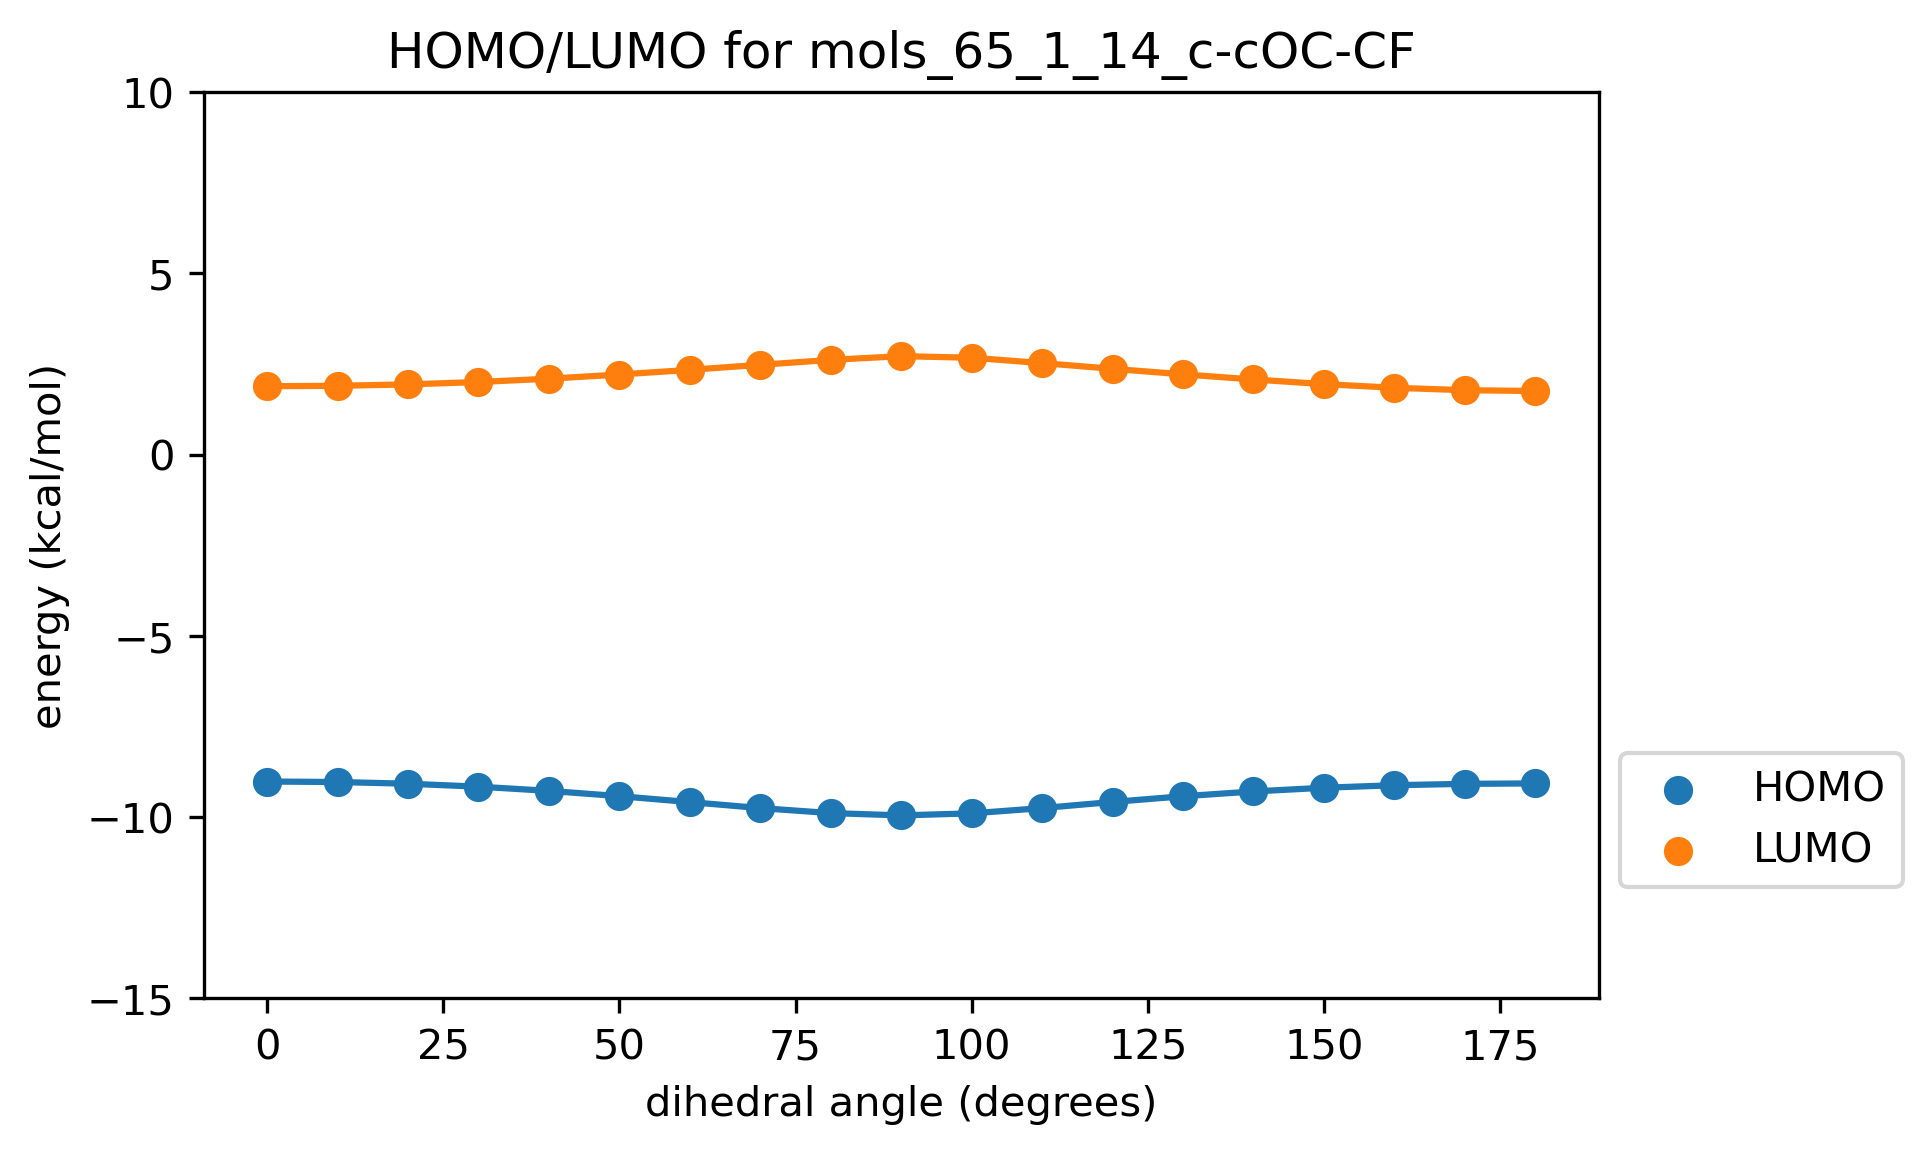 HOMO/LUMO for mols_65_1_14_c-cOC-CF
10
5
0
−5
−10
−15
energy (kcal/mol)
0 25 50 75 100 125 150 175
dihedral angle (degrees)
HOMO
LUMO